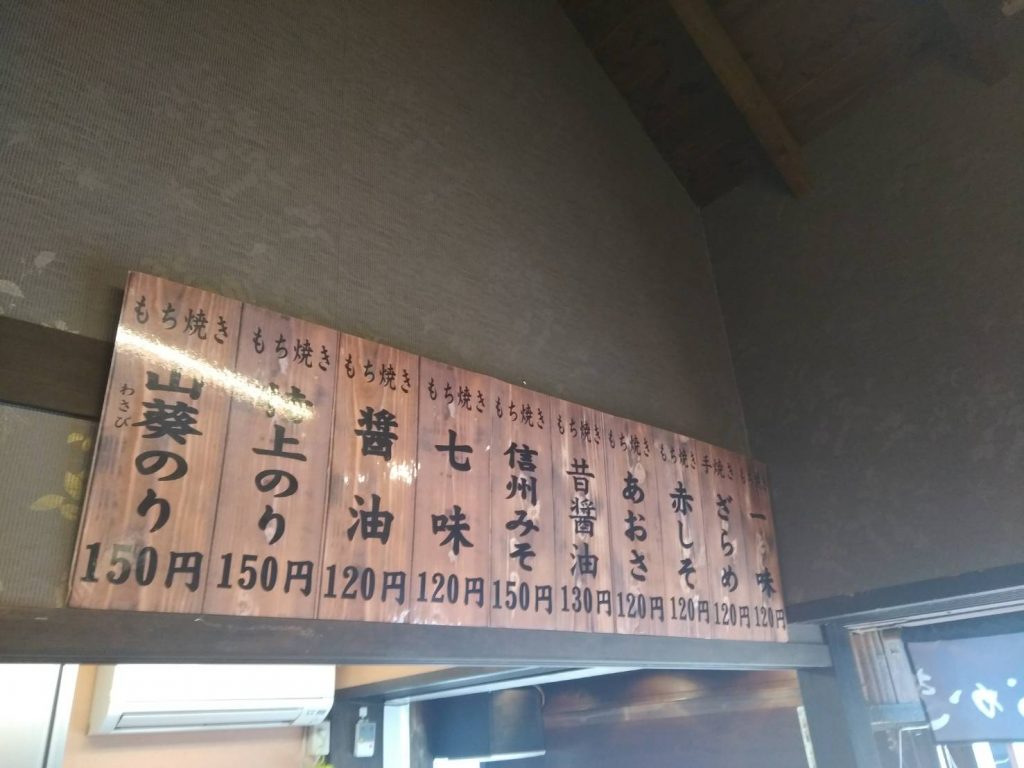 もち焼き
一味
120円
手焼き
ざらめ
120円
もち焼き
赤しそ
120円
もち焼き
あおさ
120円
もち焼き
昔醤油
130円
もち焼き
信州みそ
150円
もち焼き
七味
120円
もち焼き
醤油
120円
もち焼き
上のり
150円
もち焼き
山葵のり
わさび
150円